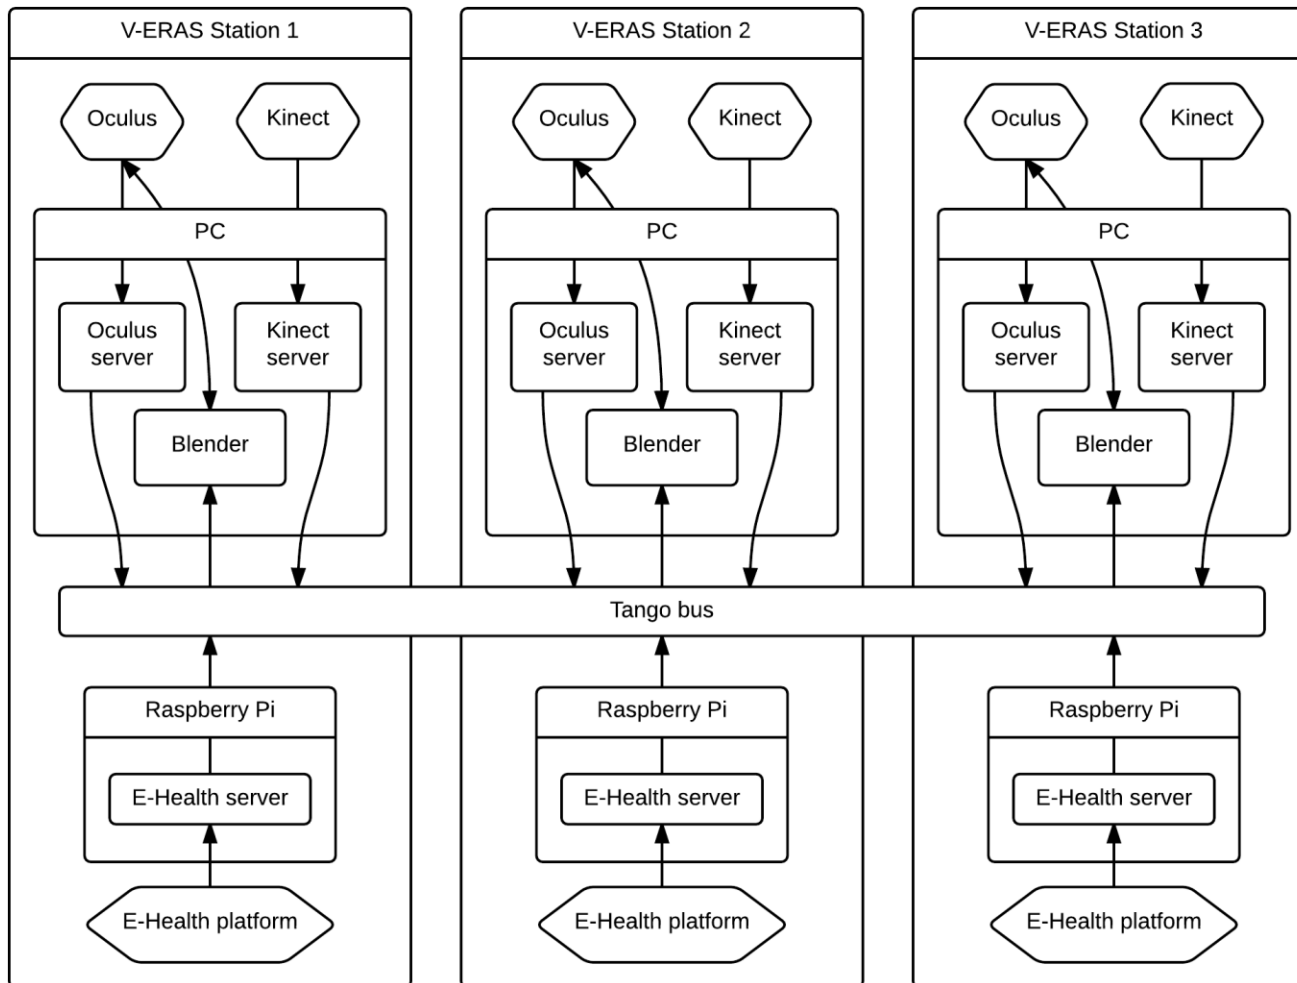 V-ERAS Station 1
V-ERAS Station 2
V-ERAS Station 3
Oculus
Kinect
Oculus
Kinect
Oculus
Kinect
PC
PC
PC
Oculus
server
Kinect
server
Oculus
server
Kinect
server
Oculus
server
Kinect
server
Blender
Blender
Blender
Tango bus
Raspberry Pi
Raspberry Pi
Raspberry Pi
E-Health server
E-Health server
E-Health server
E-Health platform
E-Health platform
E-Health platform